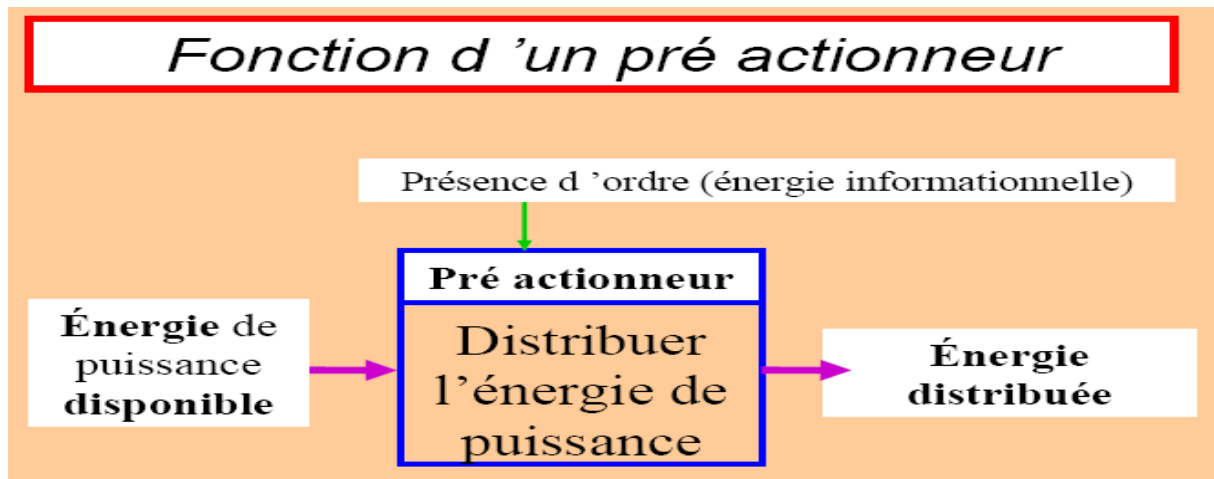 Fonction d ’un pré actionneur
Présence d ’ordre (énergie informationnelle)
Pré actionneur
Énergie de
puissance
disponible
Distribuer
l’énergie de
puissance
Énergie
distribuée